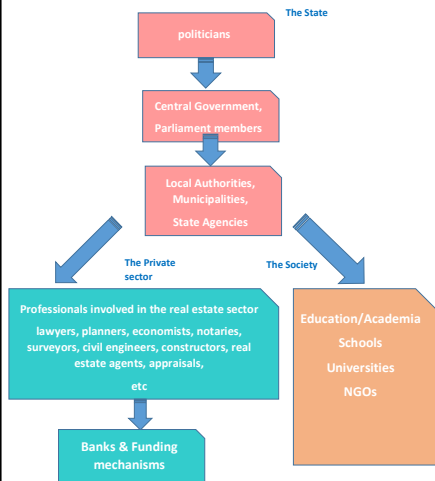 The State
politicians
Central Government,
Parliament members
Local Authorities,
Municipalities,
State Agencies
The Private
sector
The Society
Professionals involved in the real estate sector
lawyers, planners, economists, notaries,
surveyors, civil engineers, constructors, real
estate agents, appraisals,
etc
Education/Academia
Schools
Universities
NGOs
Banks & Funding
mechanisms